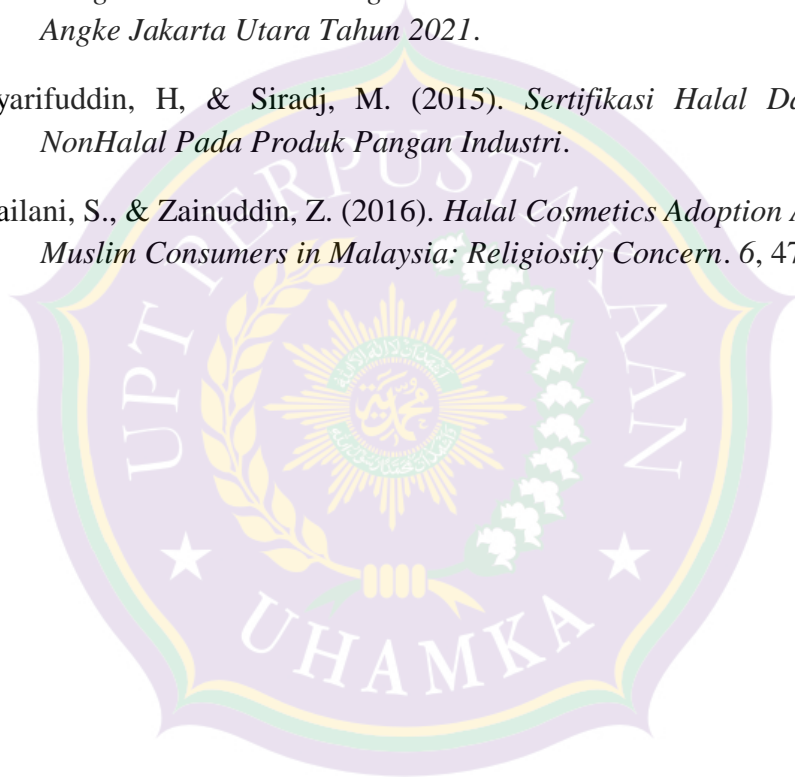 Angke Jakarta Utara Tahun 2021.
yarifuddin, H, & Siradj, M. (2015). Sertifikasi Halal Da
NonHalal Pada Produk Pangan Industri.
ailani, S., & Zainuddin, Z. (2016). Halal Cosmetics Adoption A
Muslim Consumers in Malaysia: Religiosity Concern. 6, 47
UPT PERPUSTAKAAN
محمدية
UHAMKA